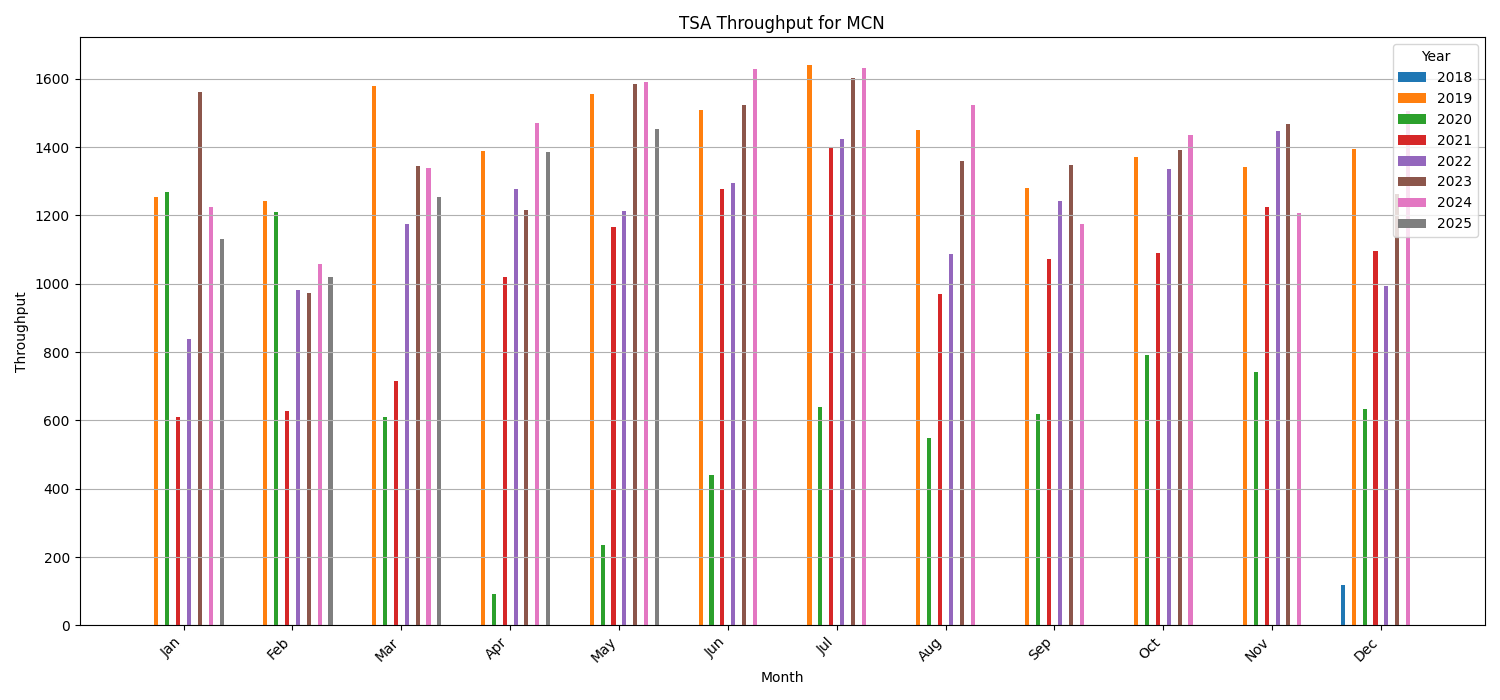 TSA Throughput for MCN
Year
2018
2019
2020
2021
2022
2023
2024
2025
Throughput
1600
1400
1200
1000
800
600
400
200
0
Jan
Feb
Mar
Apr
May
Jun
Jul
Aug
Sep
Oct
Nov
Dec
Month